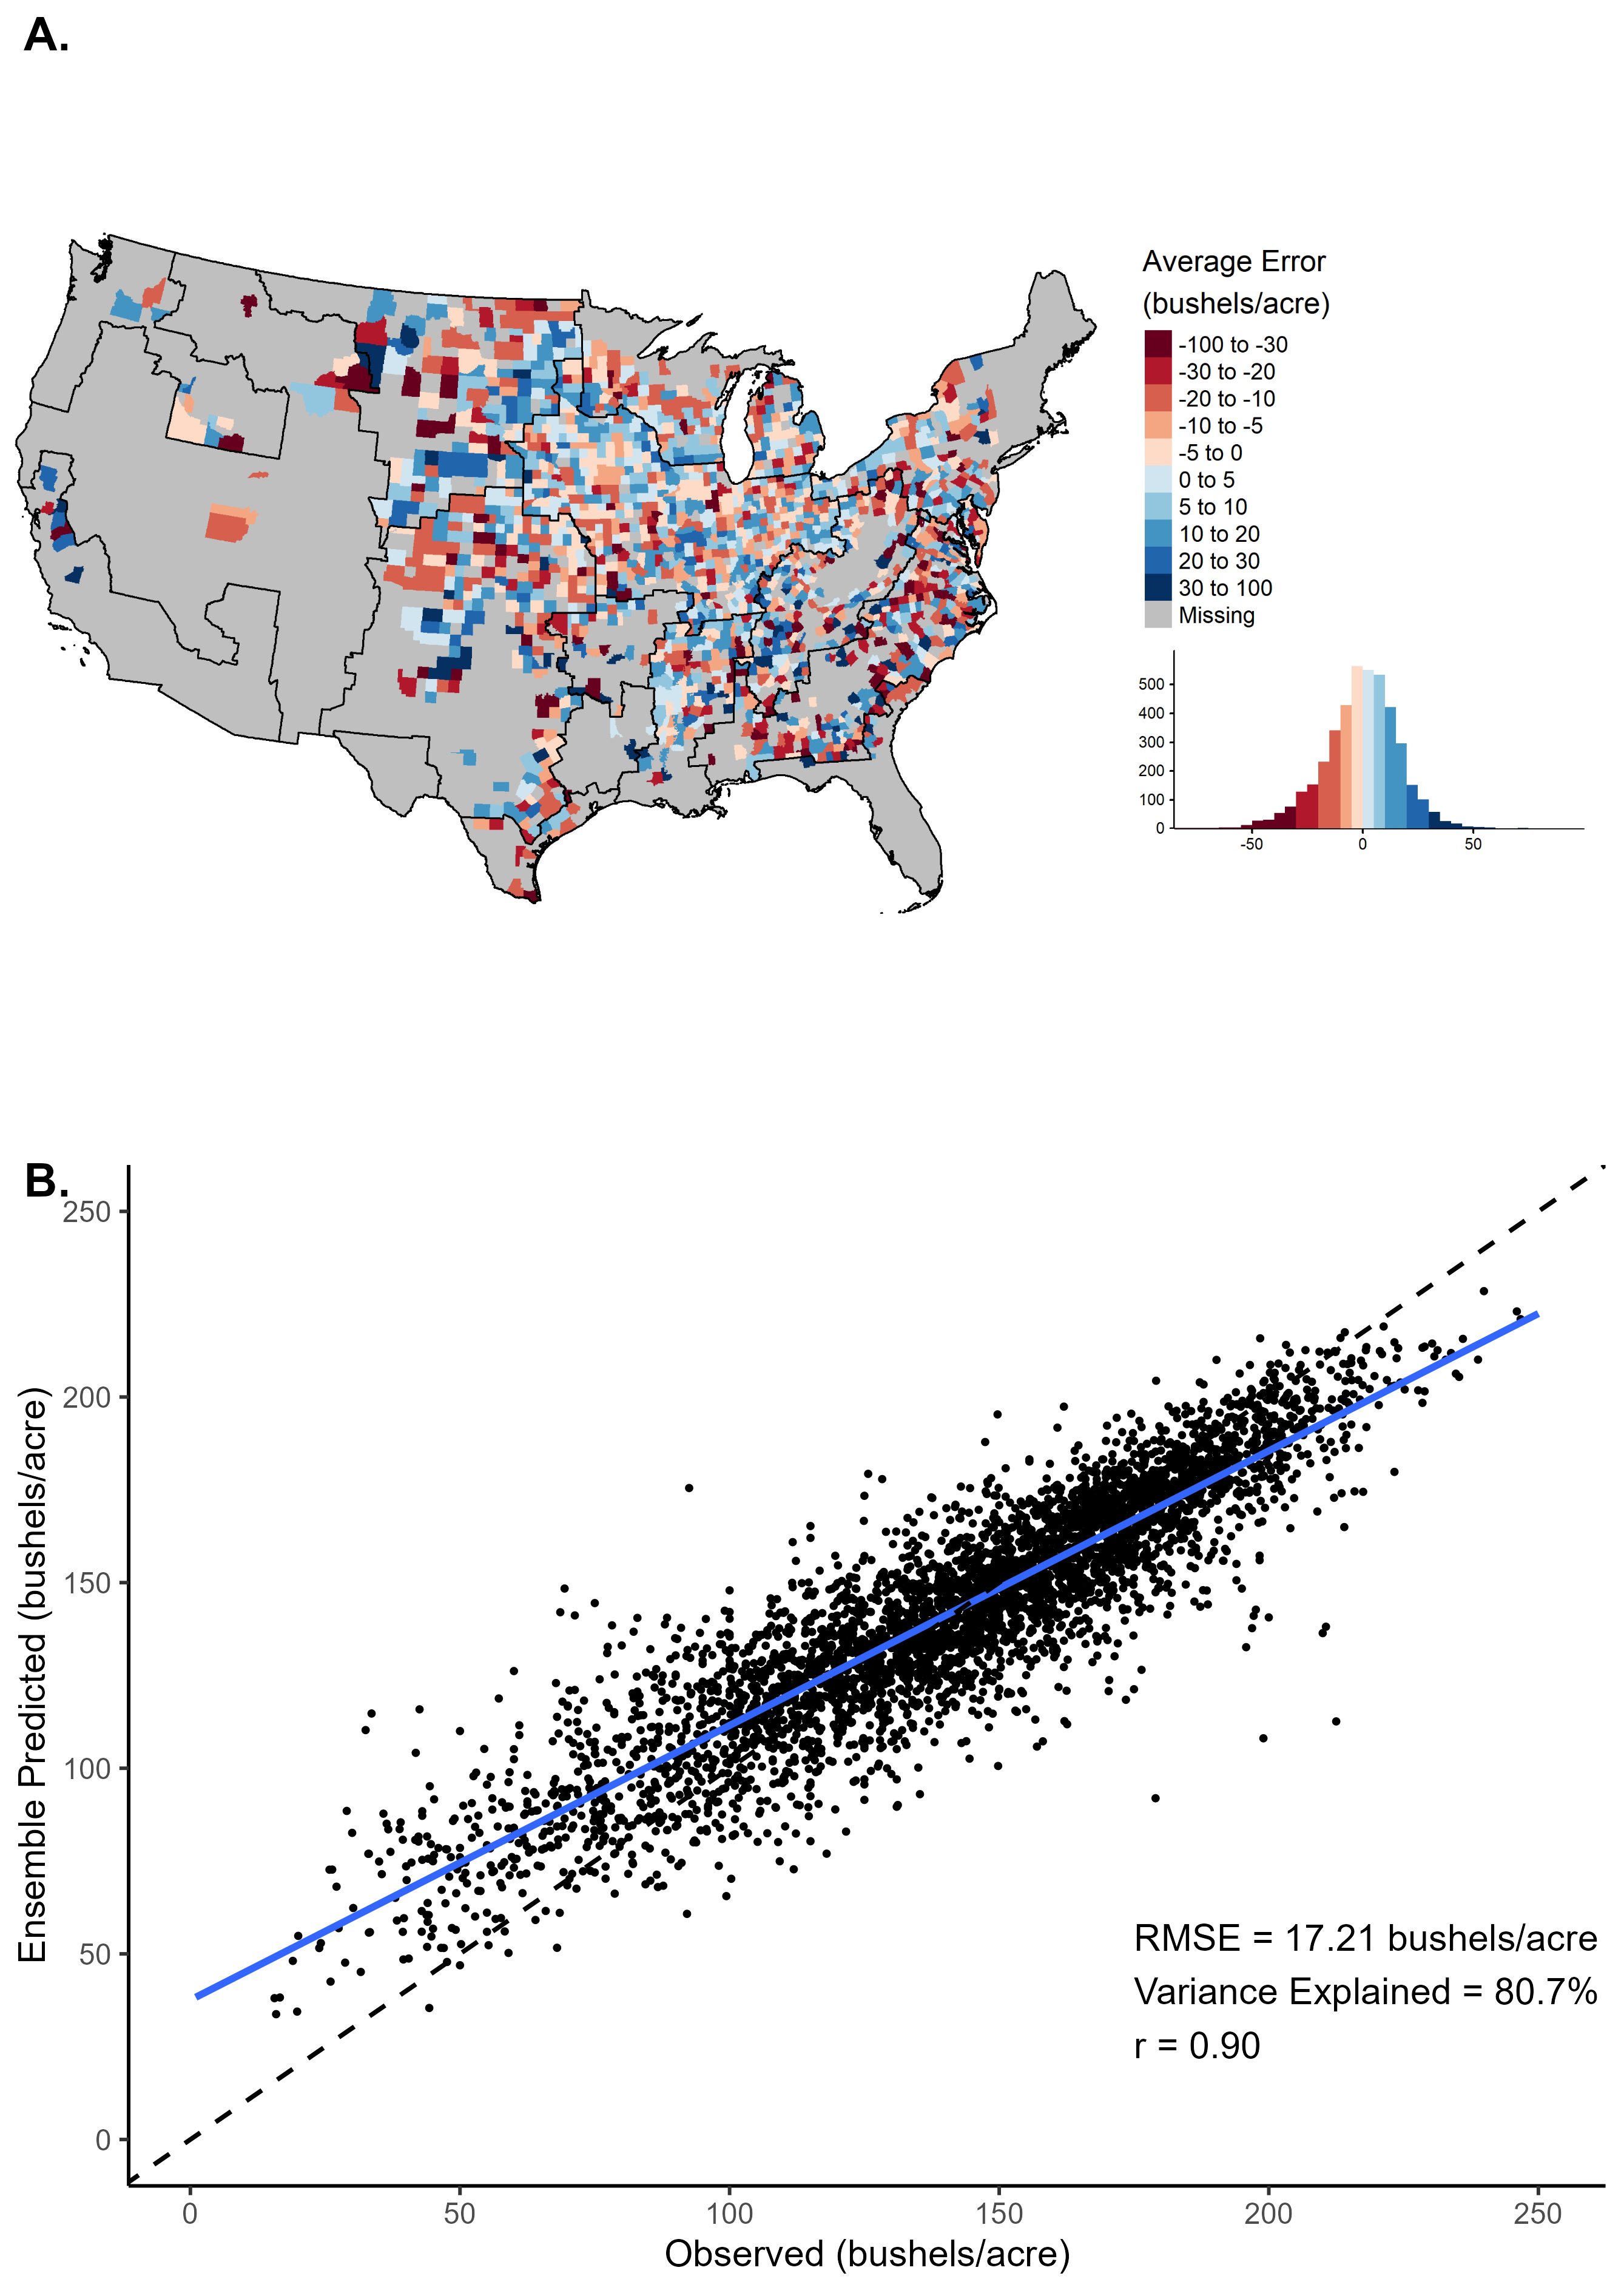 A.
Average Error
(bushels/acre)
-100 to -30
-30 to -20
-20 to -10
-10 to -5
-5 to 0
0 to 5
5 to 10
10 to 20
20 to 30
30 to 100
Missing
500
400
300
200
100
0
-50 0 50
B.
250
200
150
100
50
0
Ensemble Predicted (bushels/acre)
RMSE = 17.21 bushels/acre
Variance Explained = 80.7%
r = 0.90
0 50 100 150 200 250
Observed (bushels/acre)